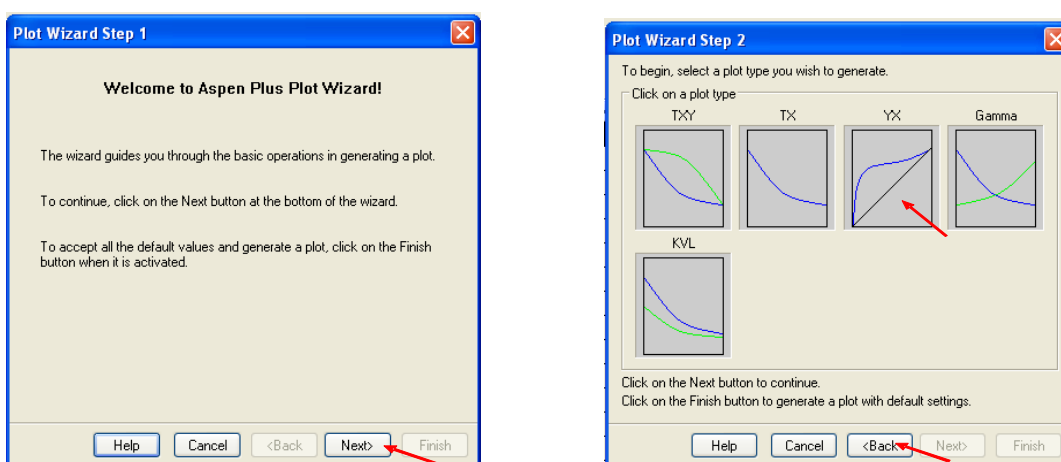 Plot Wizard Step 1
Welcome to Aspen Plus Plot Wizard!
The wizard guides you through the basic operations in generating a plot.
To continue, click on the Next button at the bottom of the wizard.
To accept all the default values and generate a plot, click on the Finish
button when it is activated.
Help Cancel <Back Next> Finish
Plot Wizard Step 2
To begin, select a plot type you wish to generate.
Click on a plot type
TXY TX YX Gamma
KVL
Click on the Next button to continue.
Click on the Finish button to generate a plot with default settings.
Help Cancel <Back Next> Finish